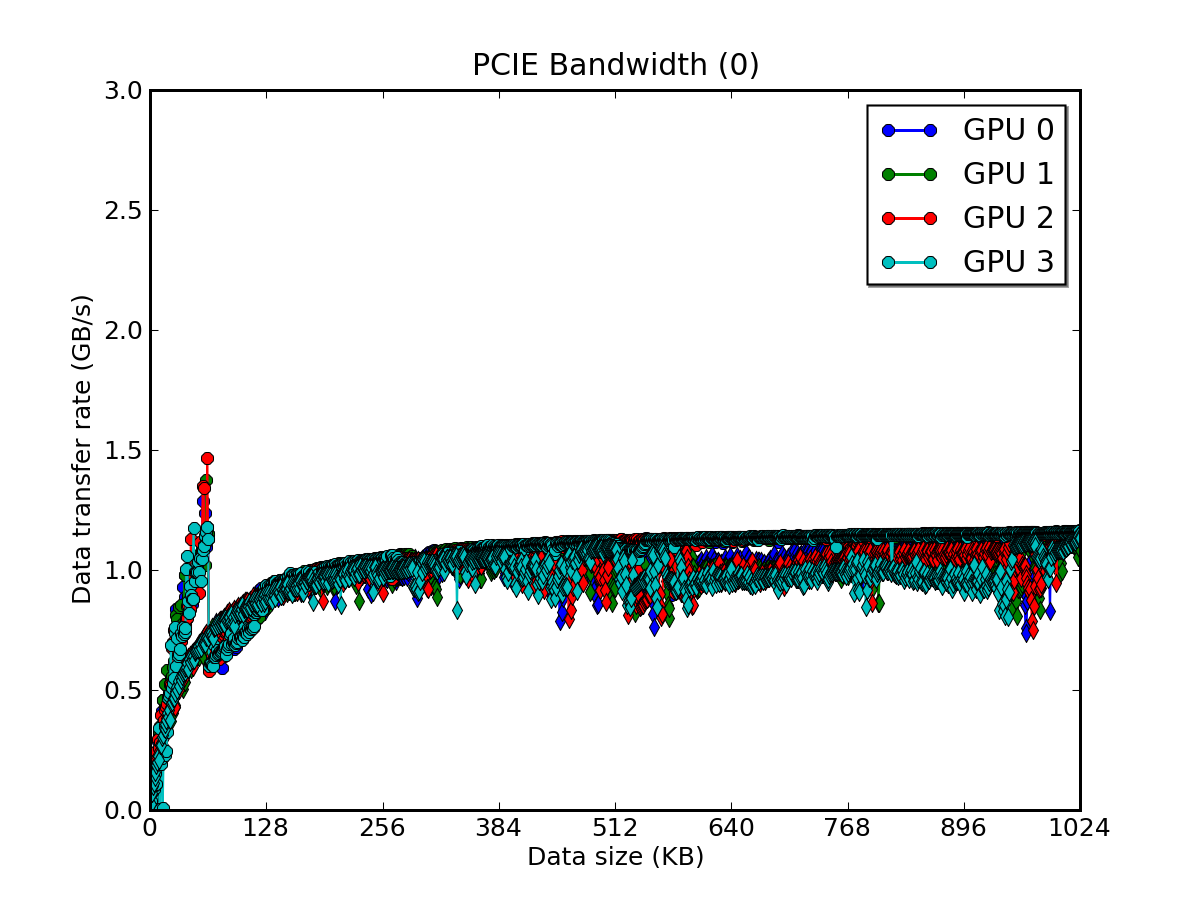 PCIE Bandwidth (0)
3.0
2.5
2.0
1.5
1.0
0.5
0.0
Data transfer rate (GB/s)
GPU 0
GPU 1
GPU 2
GPU 3
0 128 256 384 512 640 768 896 1024
Data size (KB)